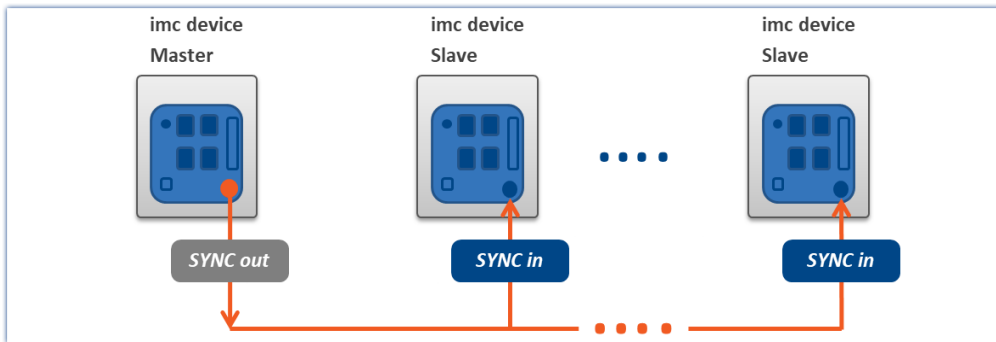 imc device
Master
imc device
Slave
imc device
Slave
SYNC out
SYNC in
SYNC in